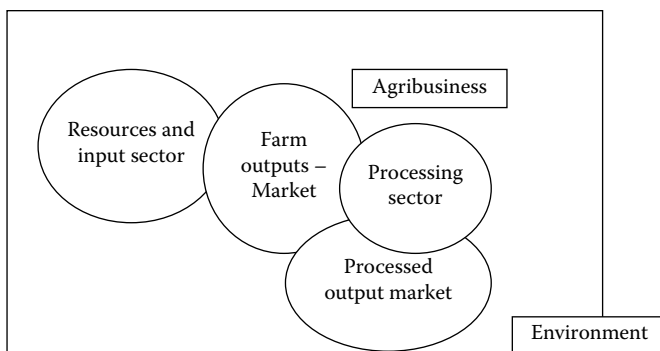 Agribusiness
Resources and
input sector
Farm
outputs –
Market
Processing
sector
Processed
output market
Environment